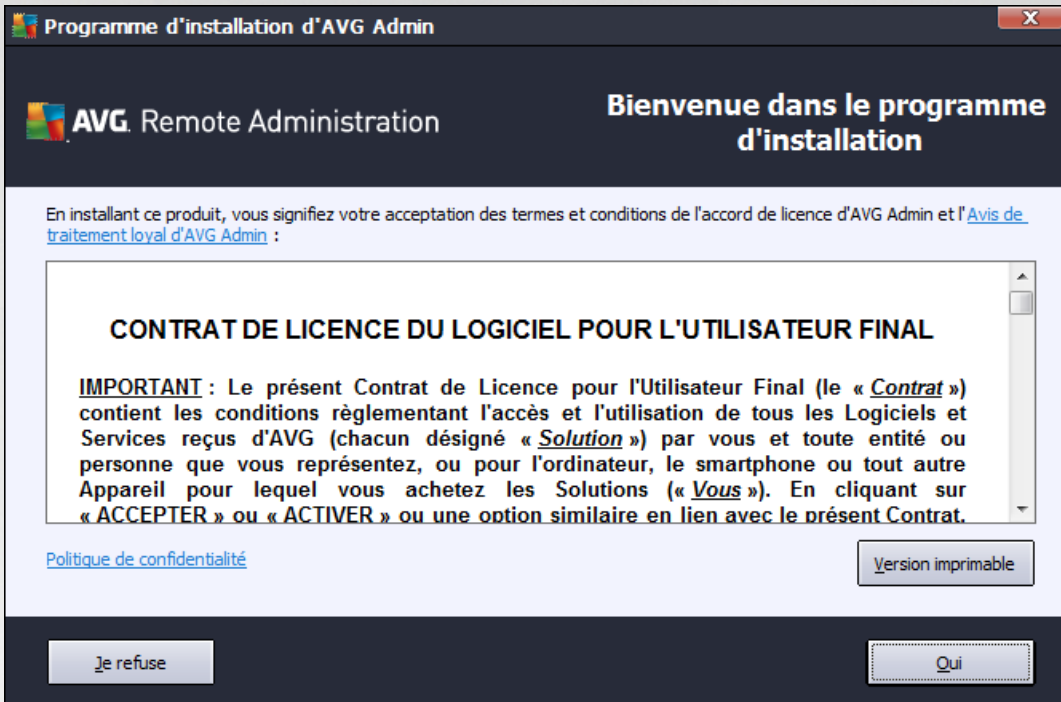 Programme d'installation d'AVG Admin
AVG. Remote Administration
Bienvenue dans le programme
d'installation
En installant ce produit, vous signifiez votre acceptation des termes et conditions de l'accord de licence d'AVG Admin et l'Avis de
traitement loyal d'AVG Admin :
CONTRAT DE LICENCE DU LOGICIEL POUR L'UTILISATEUR FINAL
IMPORTANT : Le présent Contrat de Licence pour l'Utilisateur Final (le « Contrat »)
contient les conditions règlementant l'accès et l'utilisation de tous les Logiciels et
Services reçus d'AVG (chacun désigné « Solution ») par vous et toute entité ou
personne que vous représentez, ou pour l'ordinateur, le smartphone ou tout autre
Appareil pour lequel vous achetez les Solutions (« Vous »). En cliquant sur
« ACCEPTER » ou « ACTIVER » ou une option similaire en lien avec le présent Contrat,
Politique de confidentialité
Version imprimable
Je refuse
Oui